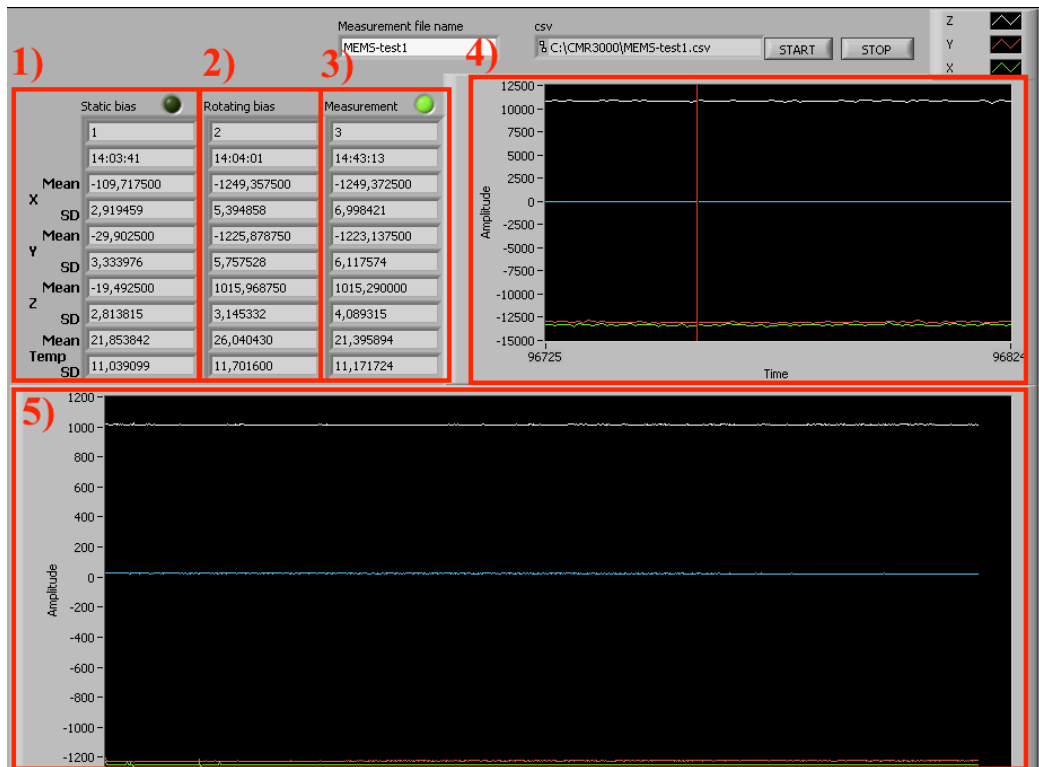 Measurement file name
MEMS-test1
csv
C:\CMR3000\MEMS-test1.csv
START
STOP
Z
Y
X
1)
2)
3)
4)
Static bias Rotating bias Measurement
1 2 3
14:03:41 14:04:01 14:43:13
X Mean -109,717500 -1249,357500 -1249,372500
SD 2,919459 5,394858 6,998421
Y Mean -29,902500 -1225,878750 -1223,137500
SD 3,333976 5,757528 6,117574
Z Mean -19,492500 1015,968750 1015,290000
SD 2,813815 3,145332 4,089315
Temp Mean 21,853842 26,040430 21,395894
SD 11,039099 11,701600 11,171724
Amplitude
12500
10000
7500
5000
2500
0
-2500
-5000
-7500
-10000
-12500
-15000
96725 96824
Time
5)
Amplitude
1200
1000
800
600
400
200
0
-200
-400
-600
-800
-1000
-1200